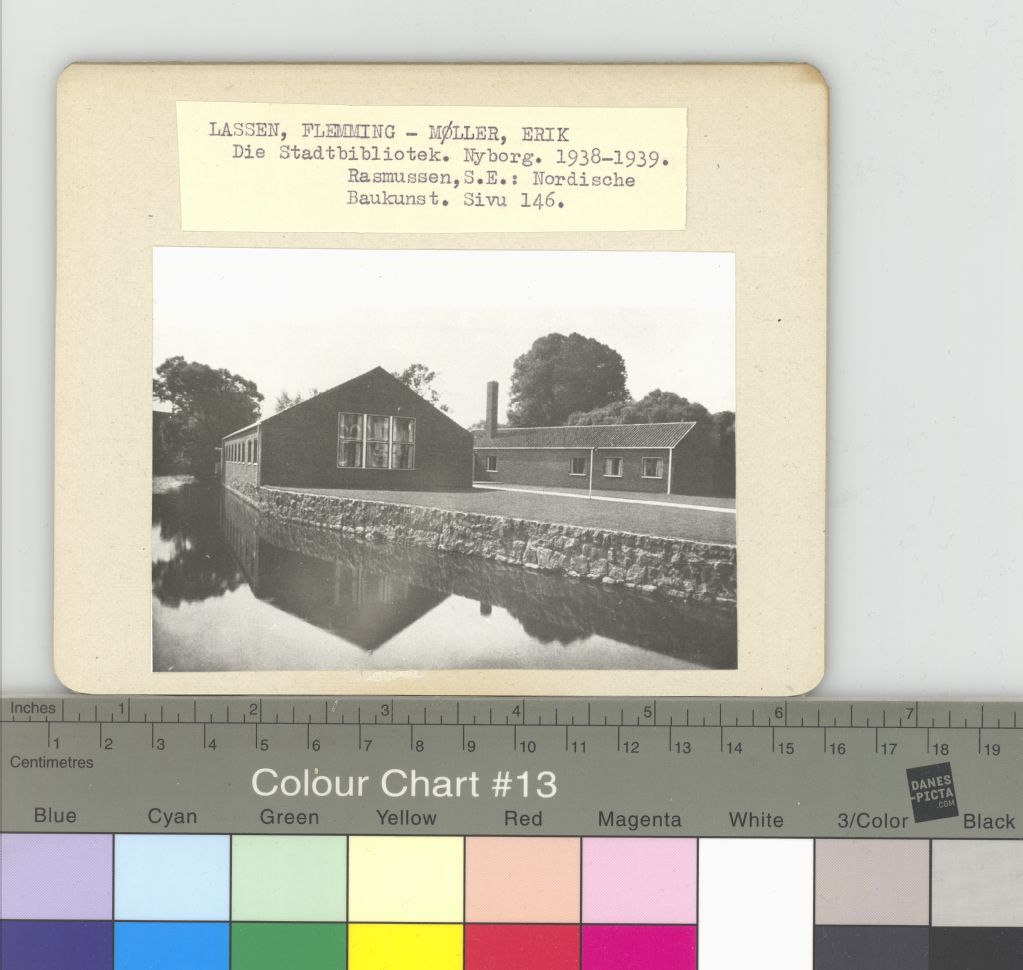 LASSEN, FLEMMING - MØLLER, ERIK
Die Stadtbibliotek. Nyborg. 1938-1939.
Rasmussen,S.E.: Nordische
Baukunst. Sivu 146.
Inches 1 2 3 4 5 6 7
1 2 3 4 5 6 7 8 9 10 11 12 13 14 15 16 17 18 19
Centimetres
Colour Chart #13
DANES
-PICTA
.COM
Blue Cyan Green Yellow Red Magenta White 3/Color Black